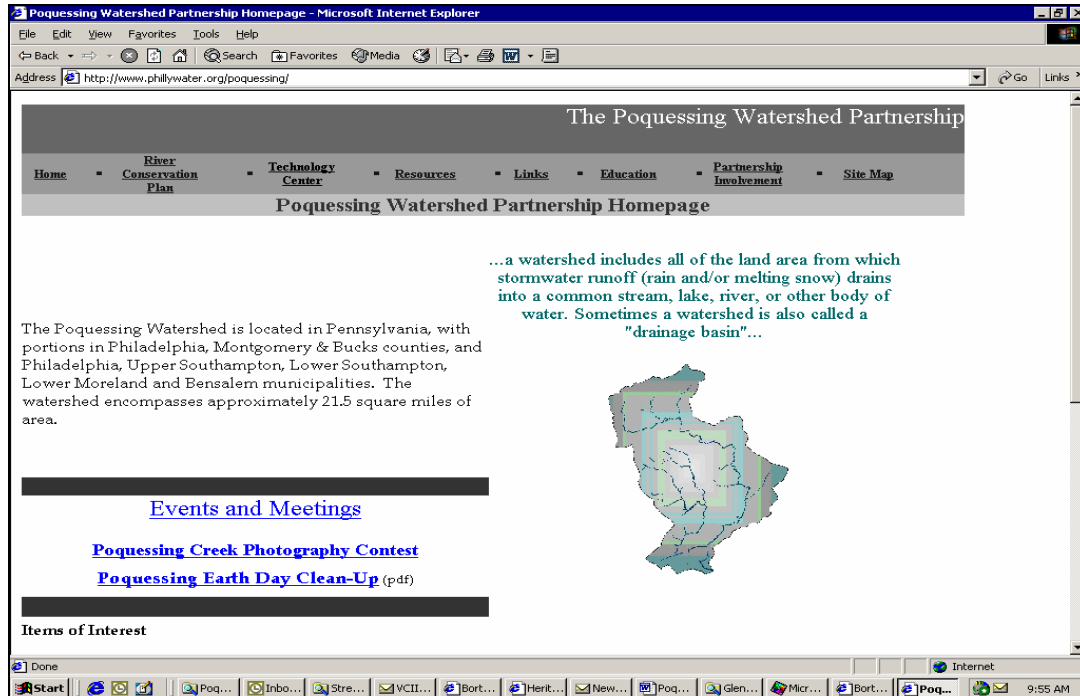 Poquessing Watershed Partnership Homepage - Microsoft Internet Explorer
File Edit View Favorites Tools Help
Back Search Favorites Media
Address http://www.phillywater.org/poquessing/ Go Links »
The Poquessing Watershed Partnership
Home - River Conservation Plan - Technology Center - Resources - Links - Education - Partnership Involvement - Site Map
Poquessing Watershed Partnership Homepage
...a watershed includes all of the land area from which
stormwater runoff (rain and/or melting snow) drains
into a common stream, lake, river, or other body of
water. Sometimes a watershed is also called a
"drainage basin"...
The Poquessing Watershed is located in Pennsylvania, with
portions in Philadelphia, Montgomery & Bucks counties, and
Philadelphia, Upper Southampton, Lower Southampton,
Lower Moreland and Bensalem municipalities. The
watershed encompasses approximately 21.5 square miles of
area.
Events and Meetings
Poquessing Creek Photography Contest
Poquessing Earth Day Clean-Up (pdf)
Items of Interest
Done Internet
Start Poq... Inbo... Stre... VCII... Bort... Herit... New... Poq... Glen... Micr... Bort... Poq... 9:55 AM